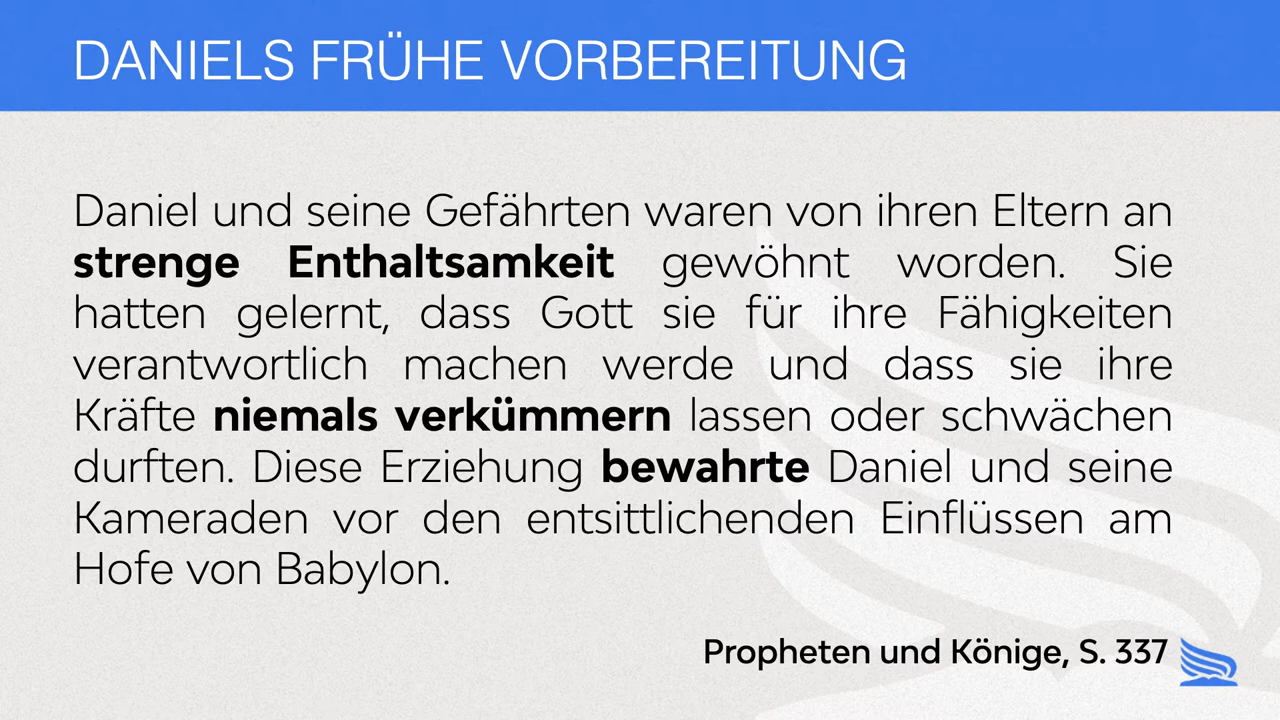 DANIELS FRÜHE VORBEREITUNG
Daniel und seine Gefährten waren von ihren Eltern an
strenge Enthaltsamkeit gewöhnt worden. Sie
hatten gelernt, dass Gott sie für ihre Fähigkeiten
verantwortlich machen werde und dass sie ihre
Kräfte niemals verkümmern lassen oder schwächen
durften. Diese Erziehung bewahrte Daniel und seine
Kameraden vor den entsittlichenden Einflüssen am
Hofe von Babylon.
Propheten und Könige, S. 337